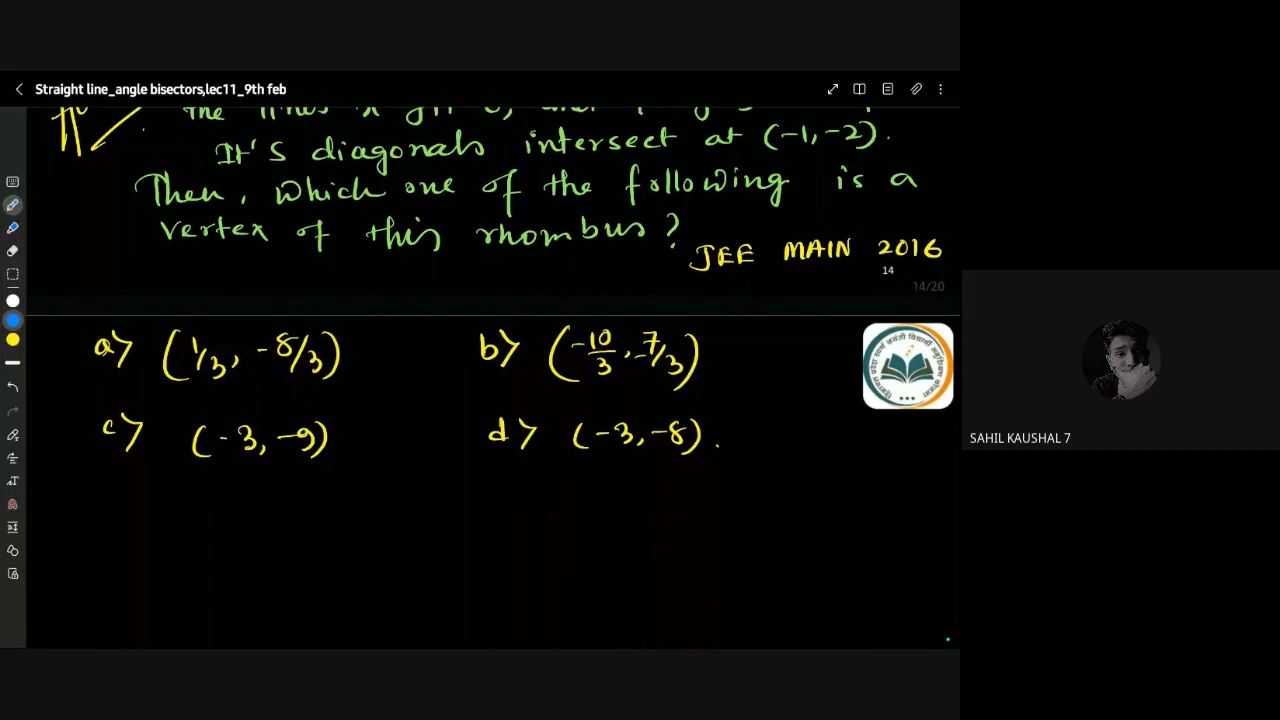 Straight line_angle bisectors,lec11_9th feb
the lines x
It's diagonals intersect at (-1,-2).
Then, which one of the following is a
vertex of this rhombus?
JEE MAIN 2016
14
14/20
a> (1/3, -8/3)
b> (-10/3, -7/3)
c> (-3, -9)
d> (-3, -8).
SAHIL KAUSHAL 7